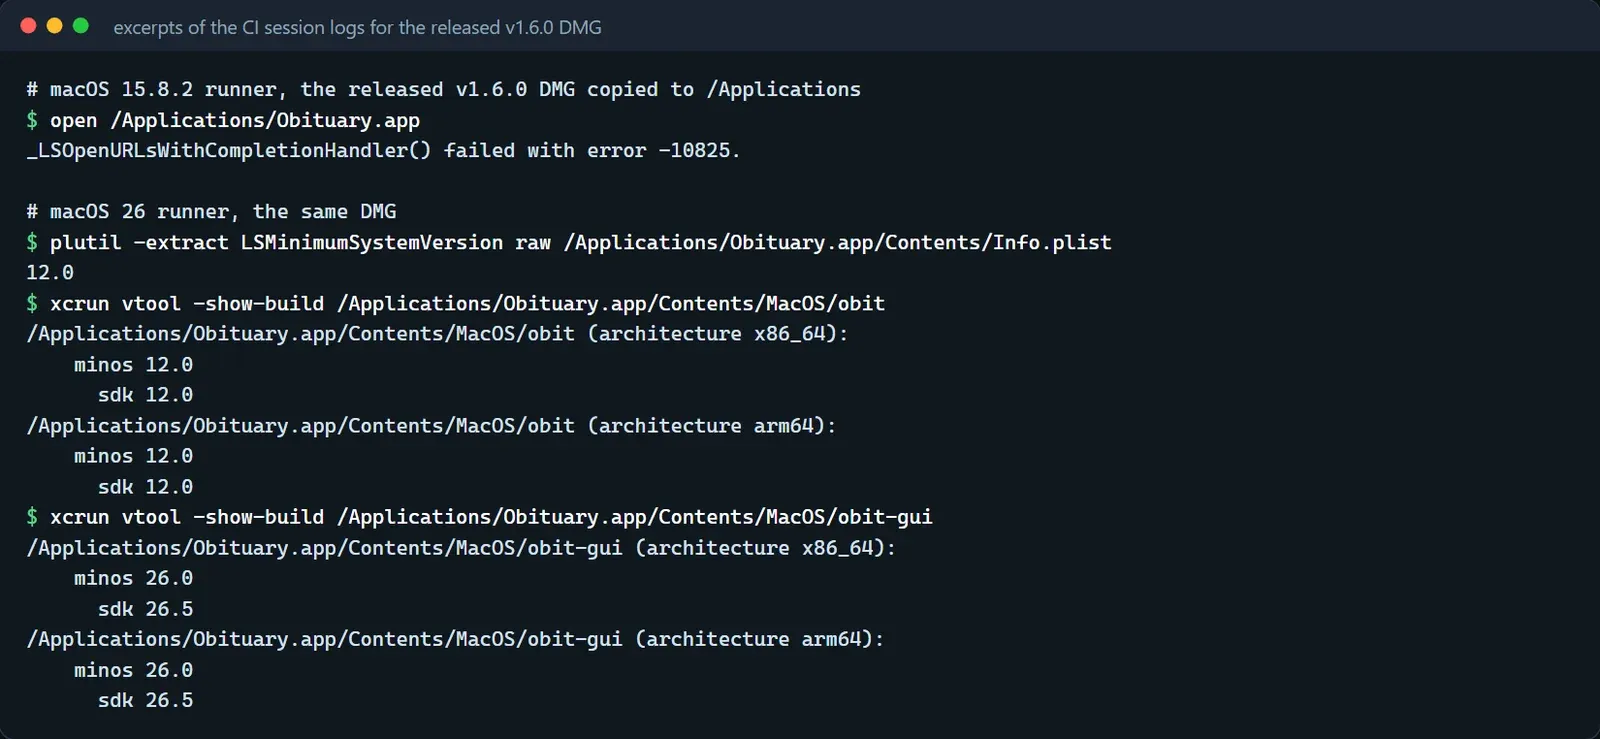 excerpts of the CI session logs for the released v1.6.0 DMG
# macOS 15.8.2 runner, the released v1.6.0 DMG copied to /Applications
$ open /Applications/Obituary.app
_LSOpenURLsWithCompletionHandler() failed with error -10825.
# macOS 26 runner, the same DMG
$ plutil -extract LSMinimumSystemVersion raw /Applications/Obituary.app/Contents/Info.plist
12.0
$ xcrun vtool -show-build /Applications/Obituary.app/Contents/MacOS/obit
/Applications/Obituary.app/Contents/MacOS/obit (architecture x86_64):
minos 12.0
sdk 12.0
/Applications/Obituary.app/Contents/MacOS/obit (architecture arm64):
minos 12.0
sdk 12.0
$ xcrun vtool -show-build /Applications/Obituary.app/Contents/MacOS/obit-gui
/Applications/Obituary.app/Contents/MacOS/obit-gui (architecture x86_64):
minos 26.0
sdk 26.5
/Applications/Obituary.app/Contents/MacOS/obit-gui (architecture arm64):
minos 26.0
sdk 26.5